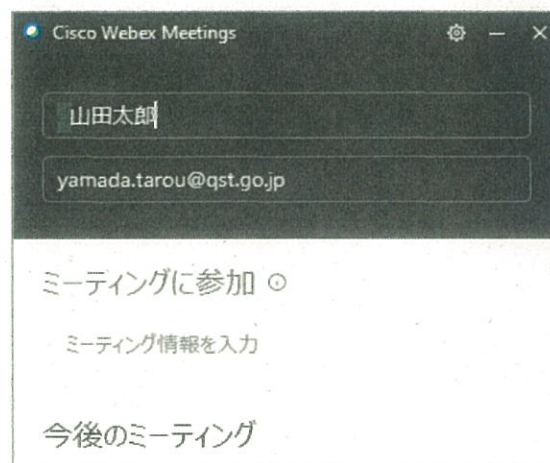 Cisco Webex Meetings
山田太郎
yamada.tarou@qst.go.jp
ミーティングに参加
ミーティング情報を入力
今後のミーティング